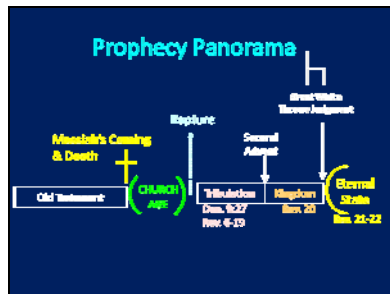 Prophecy Panorama
Great White
Throne Judgment
Rapture
Messiah's Coming
& Death
Second
Advent
Old Testament
CHURCH
AGE
Tribulation
Kingdom
Eternal
State
Dan. 9:27
Rev. 6-19
Rev. 20
Rev. 21-22